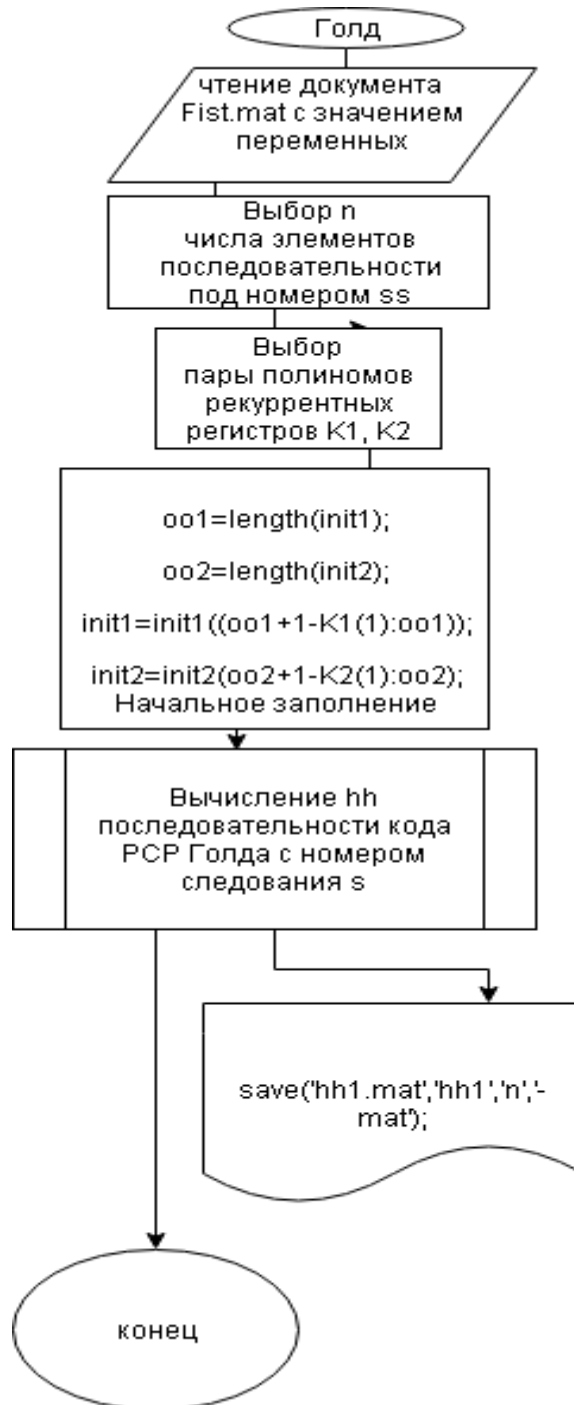 Голд
чтение документа
Fist.mat с значением
переменных
Выбор n
числа элементов
последовательности
под номером ss
Выбор
пары полиномов
рекуррентных
регистров K1, K2
oo1=length(init1);
oo2=length(init2);
init1=init1((oo1+1-K1(1):oo1));
init2=init2(oo2+1-K2(1):oo2);
Начальное заполнение
Вычисление hh
последовательности кода
РСР Голда с номером
следования s
save('hh1.mat','hh1','n','-
mat');
конец